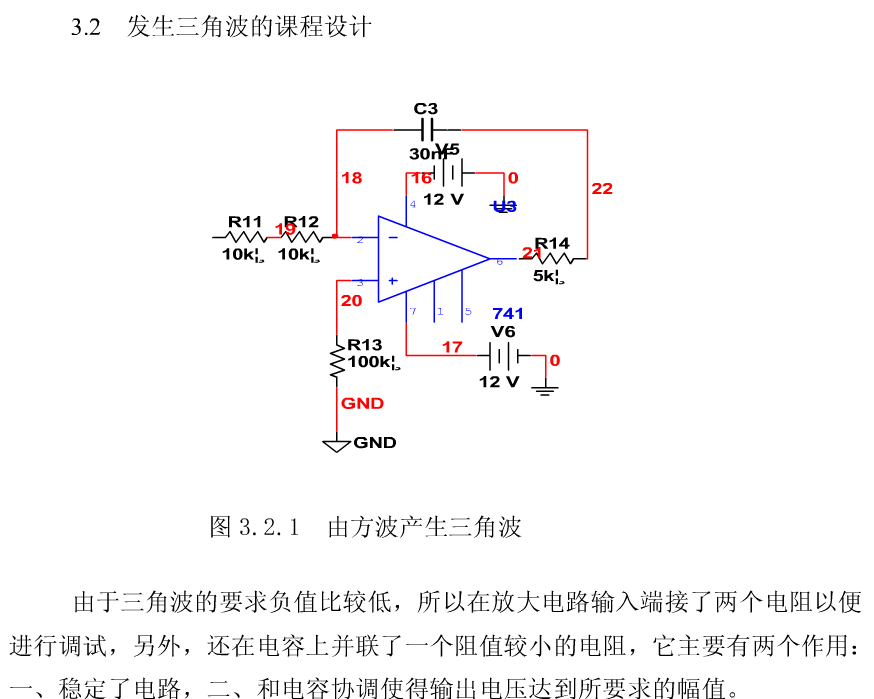 3.2 发生三角波的课程设计
C3
30nF
V5
18
16
0
12 V
22
U3
4
R11
19
R12
R14
2
21
6
10k
10k
5k
3
20
7
1
5
741
R13
V6
100k
17
0
12 V
GND
GND
图 3.2.1 由方波产生三角波
由于三角波的要求负值比较低，所以在放大电路输入端接了两个电阻以便
进行调试，另外，还在电容上并联了一个阻值较小的电阻，它主要有两个作用：
一、稳定了电路，二、和电容协调使得输出电压达到所要求的幅值。